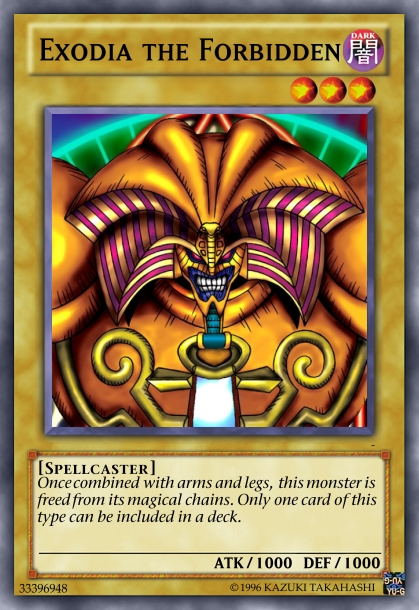 EXODIA THE FORBIDDEN
DARK
闇
[SPELLCASTER]
Once combined with arms and legs, this monster is
freed from its magical chains. Only one card of this
type can be included in a deck.
ATK / 1000 DEF / 1000
33396948
©1996 KAZUKI TAKAHASHI